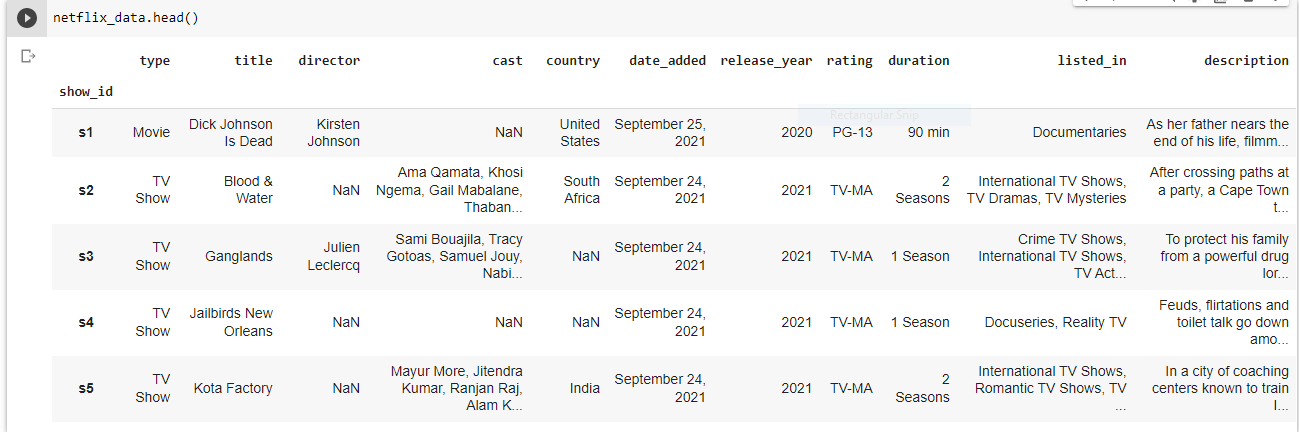 netflix_data.head()
type title director cast country date_added release_year rating duration listed_in description
show_id
Rectangular Snip
s1 Movie Dick Johnson Is Dead Kirsten Johnson NaN United States September 25, 2021 2020 PG-13 90 min Documentaries As her father nears the end of his life, filmm...
s2 TV Show Blood & Water NaN Ama Qamata, Khosi Ngema, Gail Mabalane, Thaban... South Africa September 24, 2021 2021 TV-MA 2 Seasons International TV Shows, TV Dramas, TV Mysteries After crossing paths at a party, a Cape Town t...
s3 TV Show Ganglands Julien Leclercq Sami Bouajila, Tracy Gotoas, Samuel Jouy, Nabi... NaN September 24, 2021 2021 TV-MA 1 Season Crime TV Shows, International TV Shows, TV Act... To protect his family from a powerful drug lor...
s4 TV Show Jailbirds New Orleans NaN NaN NaN September 24, 2021 2021 TV-MA 1 Season Docuseries, Reality TV Feuds, flirtations and toilet talk go down amo...
s5 TV Show Kota Factory NaN Mayur More, Jitendra Kumar, Ranjan Raj, Alam K... India September 24, 2021 2021 TV-MA 2 Seasons International TV Shows, Romantic TV Shows, TV ... In a city of coaching centers known to train I...